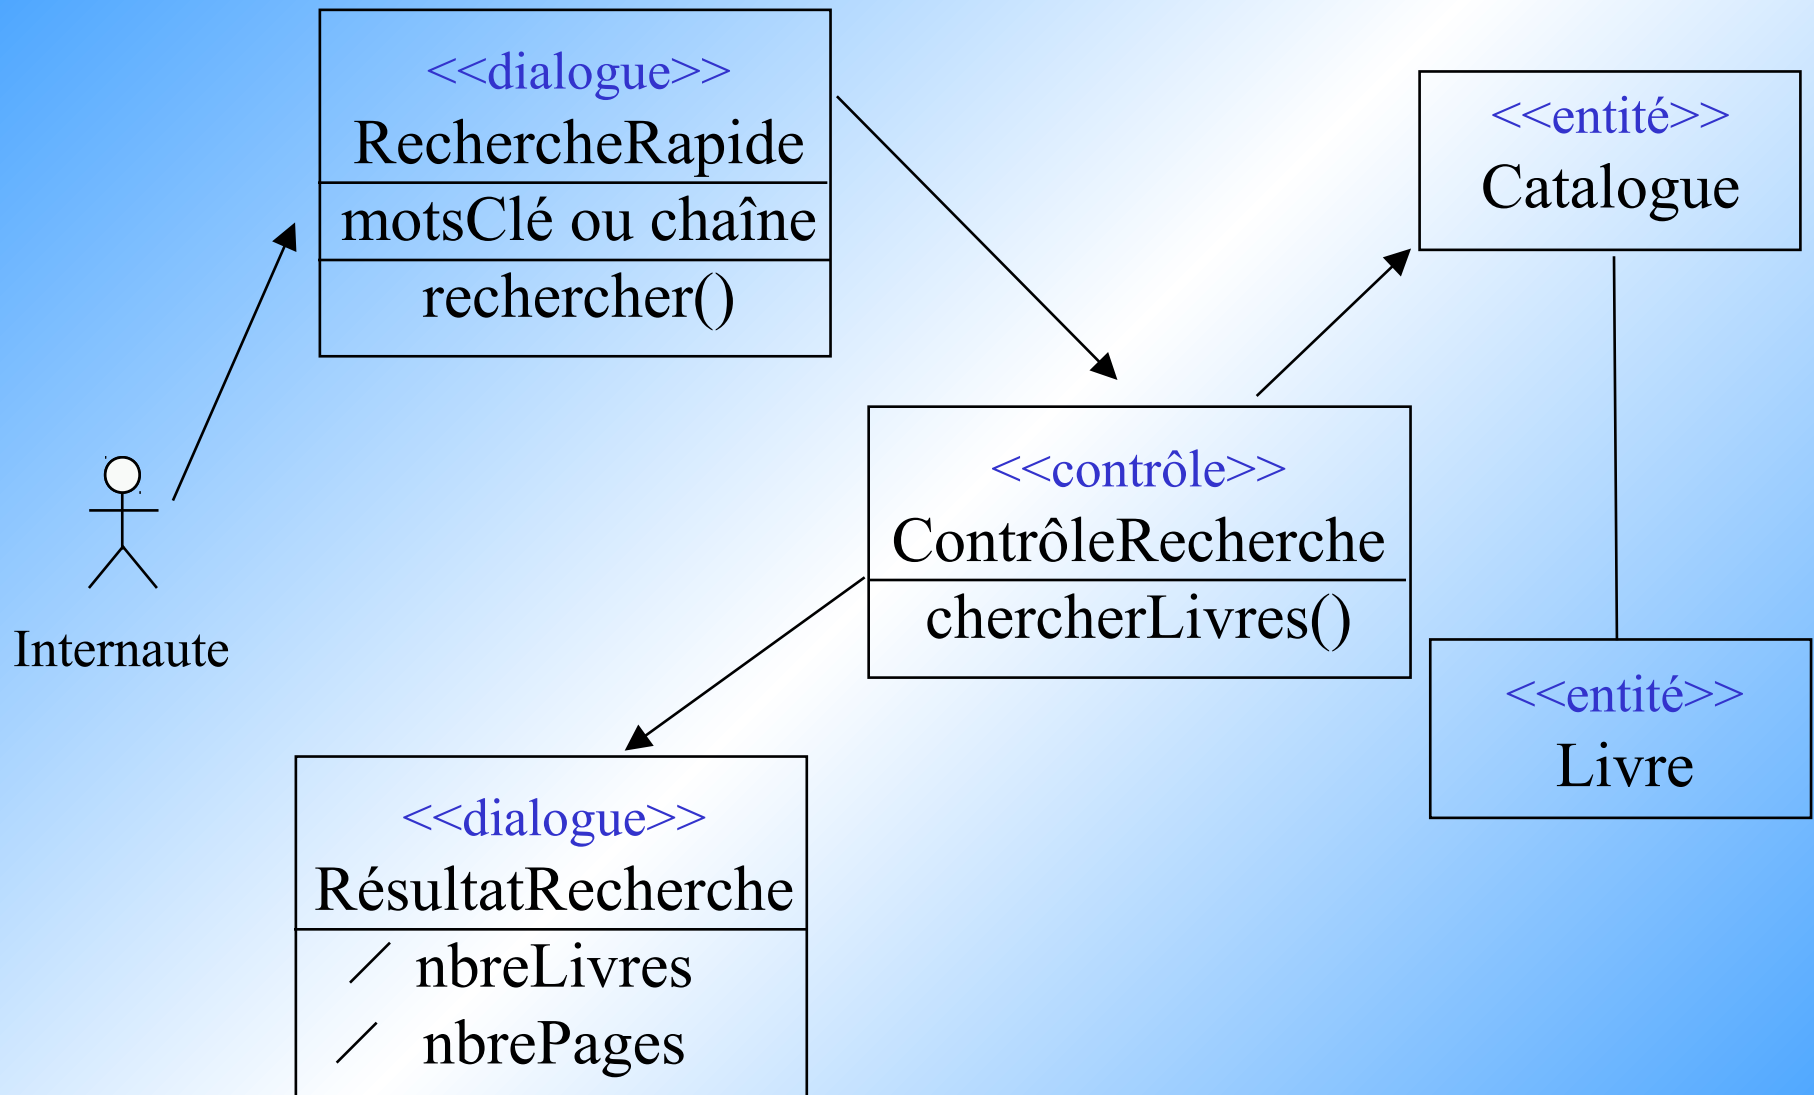 <<dialogue>>
RechercheRapide
motsClé ou chaîne
rechercher()
<<entité>>
Catalogue
<<contrôle>>
ContrôleRecherche
chercherLivres()
Internaute
<<entité>>
Livre
<<dialogue>>
RésultatRecherche
/ nbreLivres
/ nbrePages